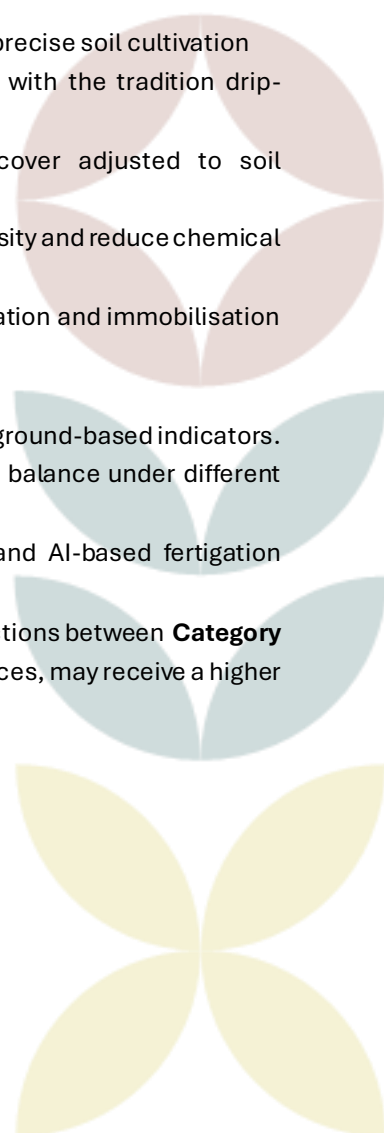 precise soil cultivation
with the tradition drip-
cover adjusted to soil
sity and reduce chemical
ation and immobilisation
ground-based indicators.
balance under different
and AI-based fertigation
ctions between Category
ces, may receive a higher